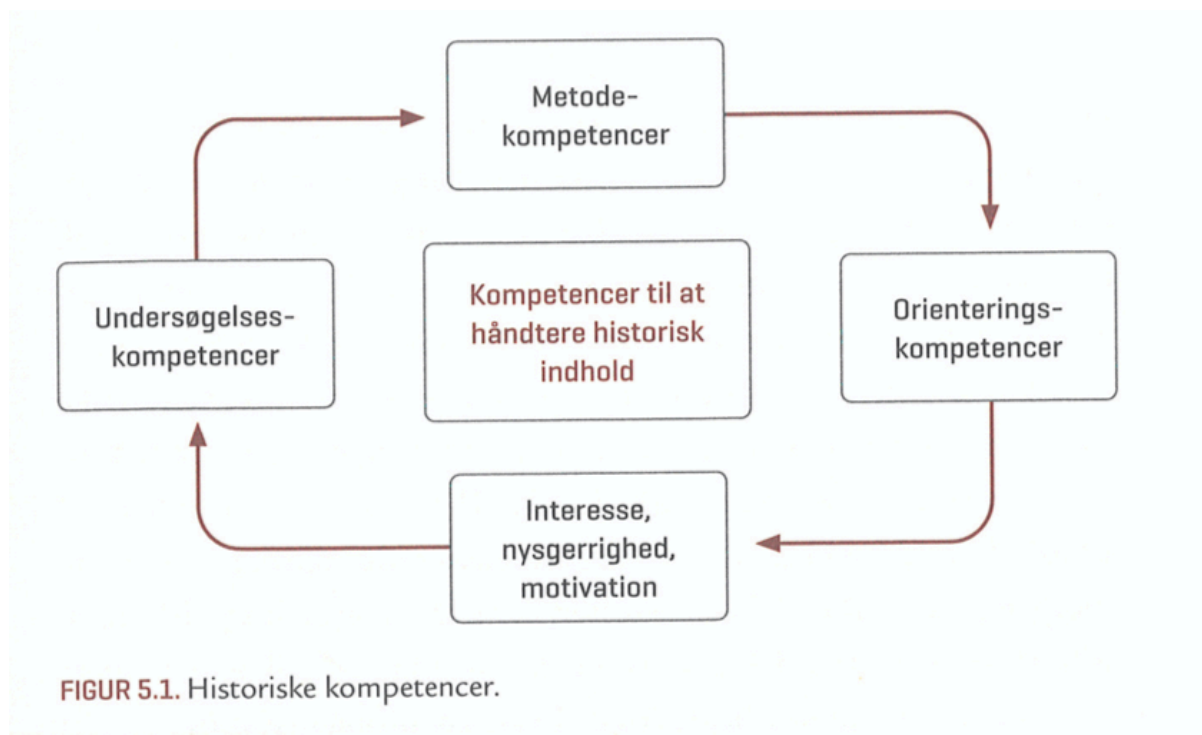 Metode-
kompetencer
Undersøgelses-
kompetencer
Kompetencer til at
håndtere historisk
indhold
Orienterings-
kompetencer
Interesse,
nysgerrighed,
motivation
FIGUR 5.1. Historiske kompetencer.